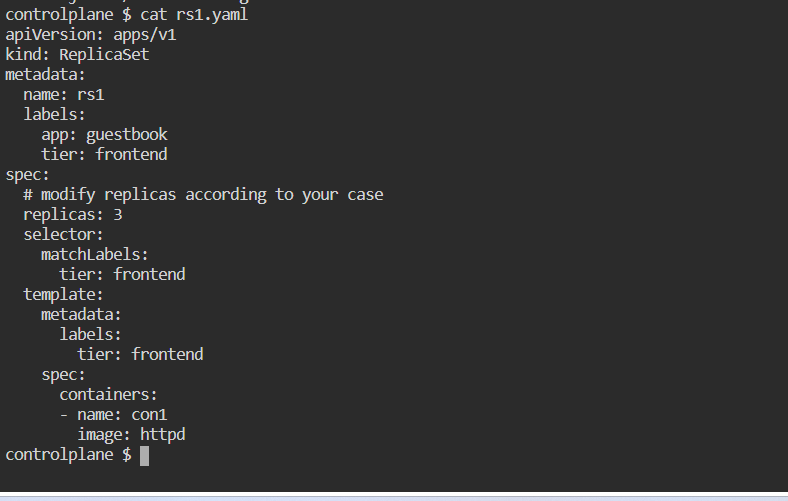 controlplane $ cat rs1.yaml
apiVersion: apps/v1
kind: ReplicaSet
metadata:
  name: rs1
  labels:
    app: guestbook
    tier: frontend
spec:
  # modify replicas according to your case
  replicas: 3
  selector:
    matchLabels:
      tier: frontend
  template:
    metadata:
      labels:
        tier: frontend
    spec:
      containers:
      - name: con1
        image: httpd
controlplane $